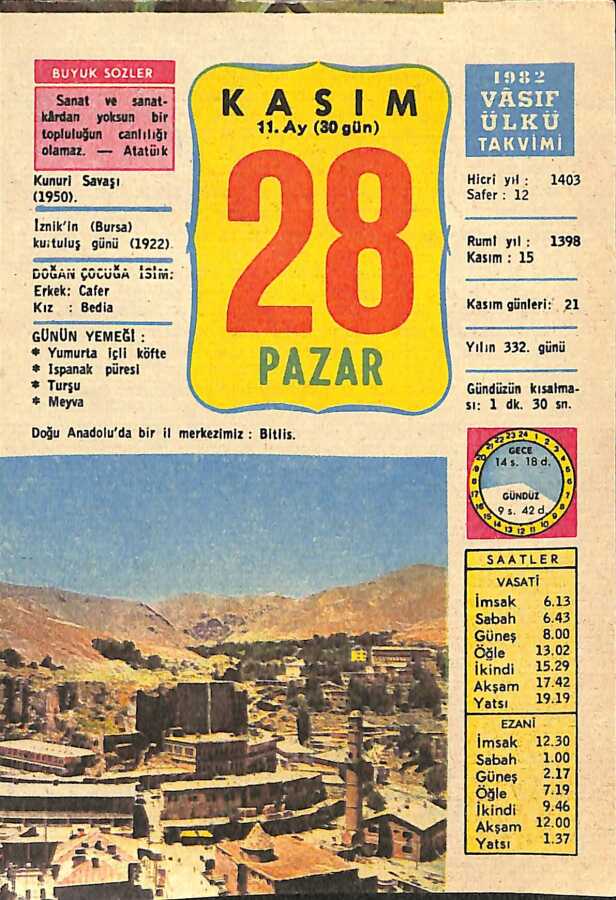 BÜYÜK SÖZLER
Sanat ve sanat-
kârdan yoksun bir
topluluğun canlılığı
olamaz. — Atatürk
Kunuri Savaşı
(1950).
İznik'in (Bursa)
kurtuluş günü (1922)
DOĞAN ÇOCUĞA İSİM:
Erkek: Cafer
Kız : Bedia
GÜNÜN YEMEĞİ :
* Yumurta içli köfte
* Ispanak püresi
* Turşu
* Meyva
KASIM
11. Ay (30 gün)
28
PAZAR
1982
VÂSIF
ÜLKÜ
TAKVİMİ
Hicrî yıl : 1403
Safer : 12
Rumî yıl : 1398
Kasım : 15
Kasım günleri: 21
Yılın 332. günü
Gündüzün kısalma-
sı: 1 dk. 30 sn.
Doğu Anadolu'da bir il merkezimiz : Bitlis.
GECE
14 s. 18 d.
GÜNDÜZ
9 s. 42 d.
SAATLER
VASATİ
İmsak 6.13
Sabah 6.43
Güneş 8.00
Öğle 13.02
İkindi 15.29
Akşam 17.42
Yatsı 19.19
EZANİ
İmsak 12.30
Sabah 1.00
Güneş 2.17
Öğle 7.19
İkindi 9.46
Akşam 12.00
Yatsı 1.37